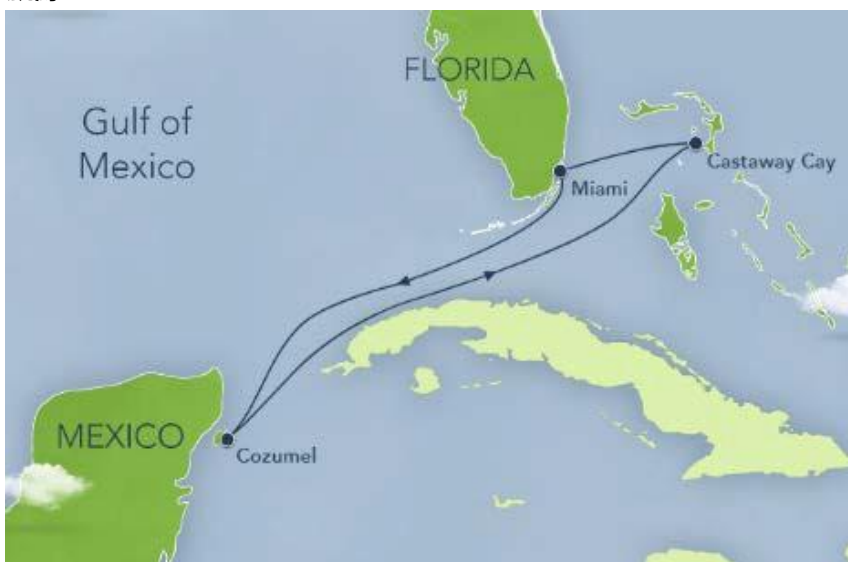 FLORIDA
Gulf of
Mexico
Castaway Cay
Miami
MEXICO
Cozumel